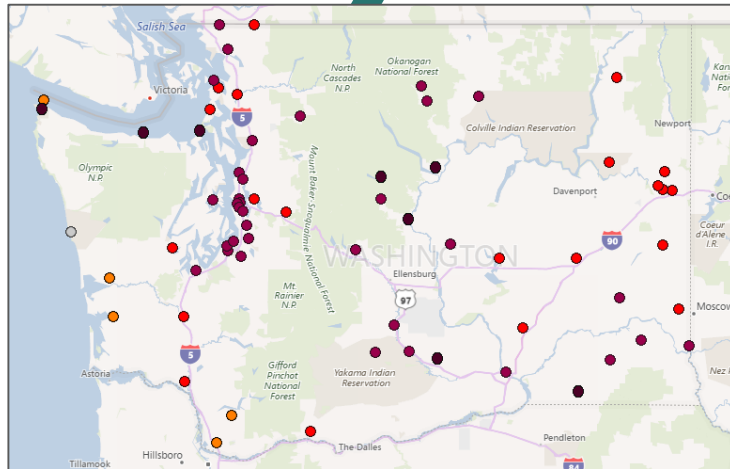 Salish Sea
Okanogan
National Forest
North
Cascades
N.P.
Victoria
5
Colville Indian Reservation
Newport
Olympic
N.P.
Mount Baker Snoqualmie National Forest
Davenport
90
Coeur
d'Alene
I.R.
WASHINGTON
Ellensburg
Mt.
Rainier
N.P.
97
Moscow
5
Astoria
Gifford
Pinchot
National
Forest
Yakama Indian
Reservation
Nez
The Dalles
Pendleton
Hillsboro
Tillamook
84